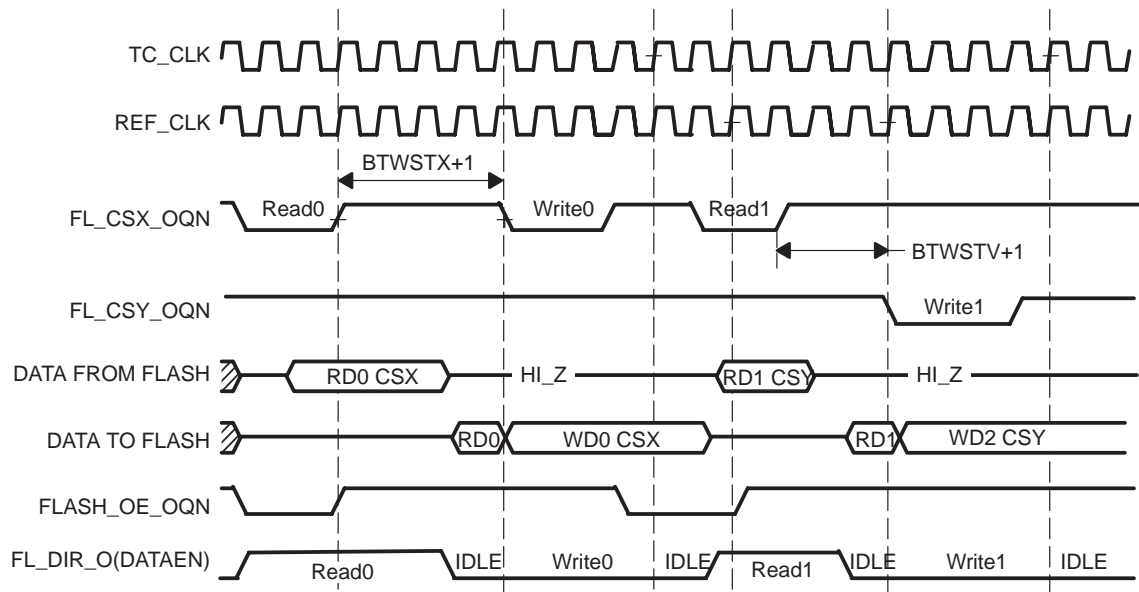 TC_CLK
REF_CLK
BTWSTX+1
FL_CSX_OQN Read0 Write0 Read1
BTWSTV+1
FL_CSY_OQN Write1
DATA FROM FLASH RD0 CSX HI_Z RD1 CSY HI_Z
DATA TO FLASH RD0 WD0 CSX RD1 WD2 CSY
FLASH_OE_OQN
FL_DIR_O(DATAEN) Read0 IDLE Write0 IDLE Read1 IDLE Write1 IDLE